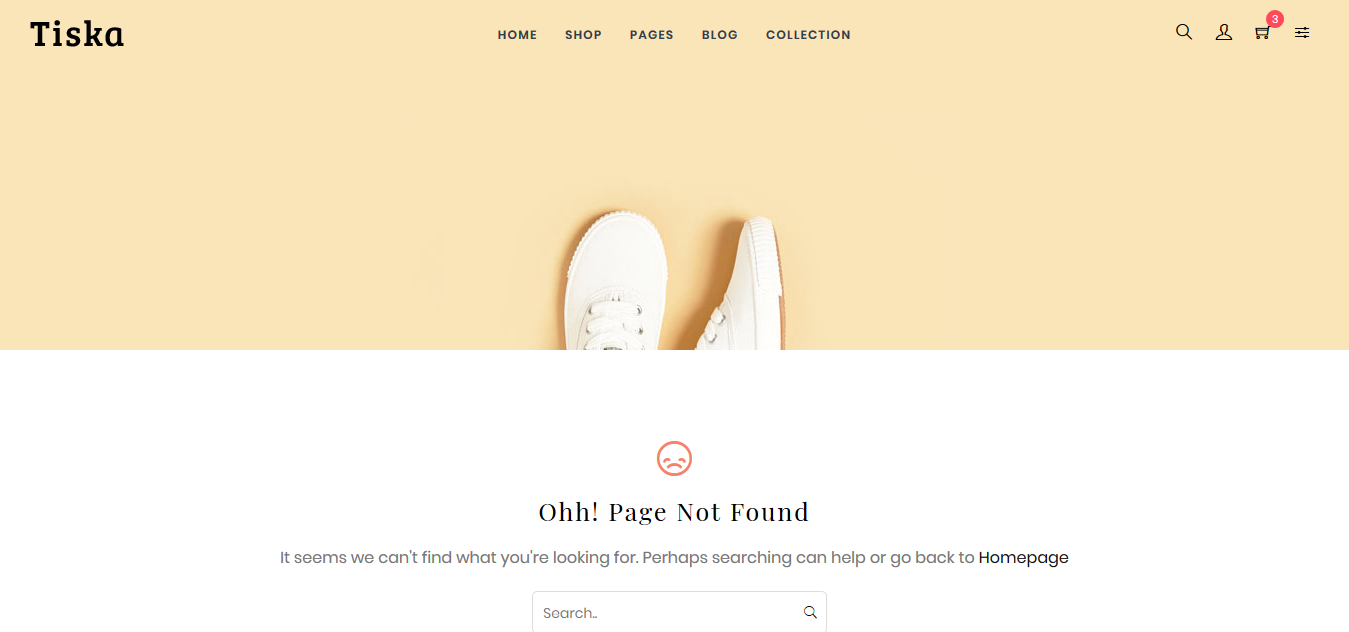 Tiska
HOME SHOP PAGES BLOG COLLECTION
3
Ohh! Page Not Found
It seems we can't find what you're looking for. Perhaps searching can help or go back to Homepage
Search..